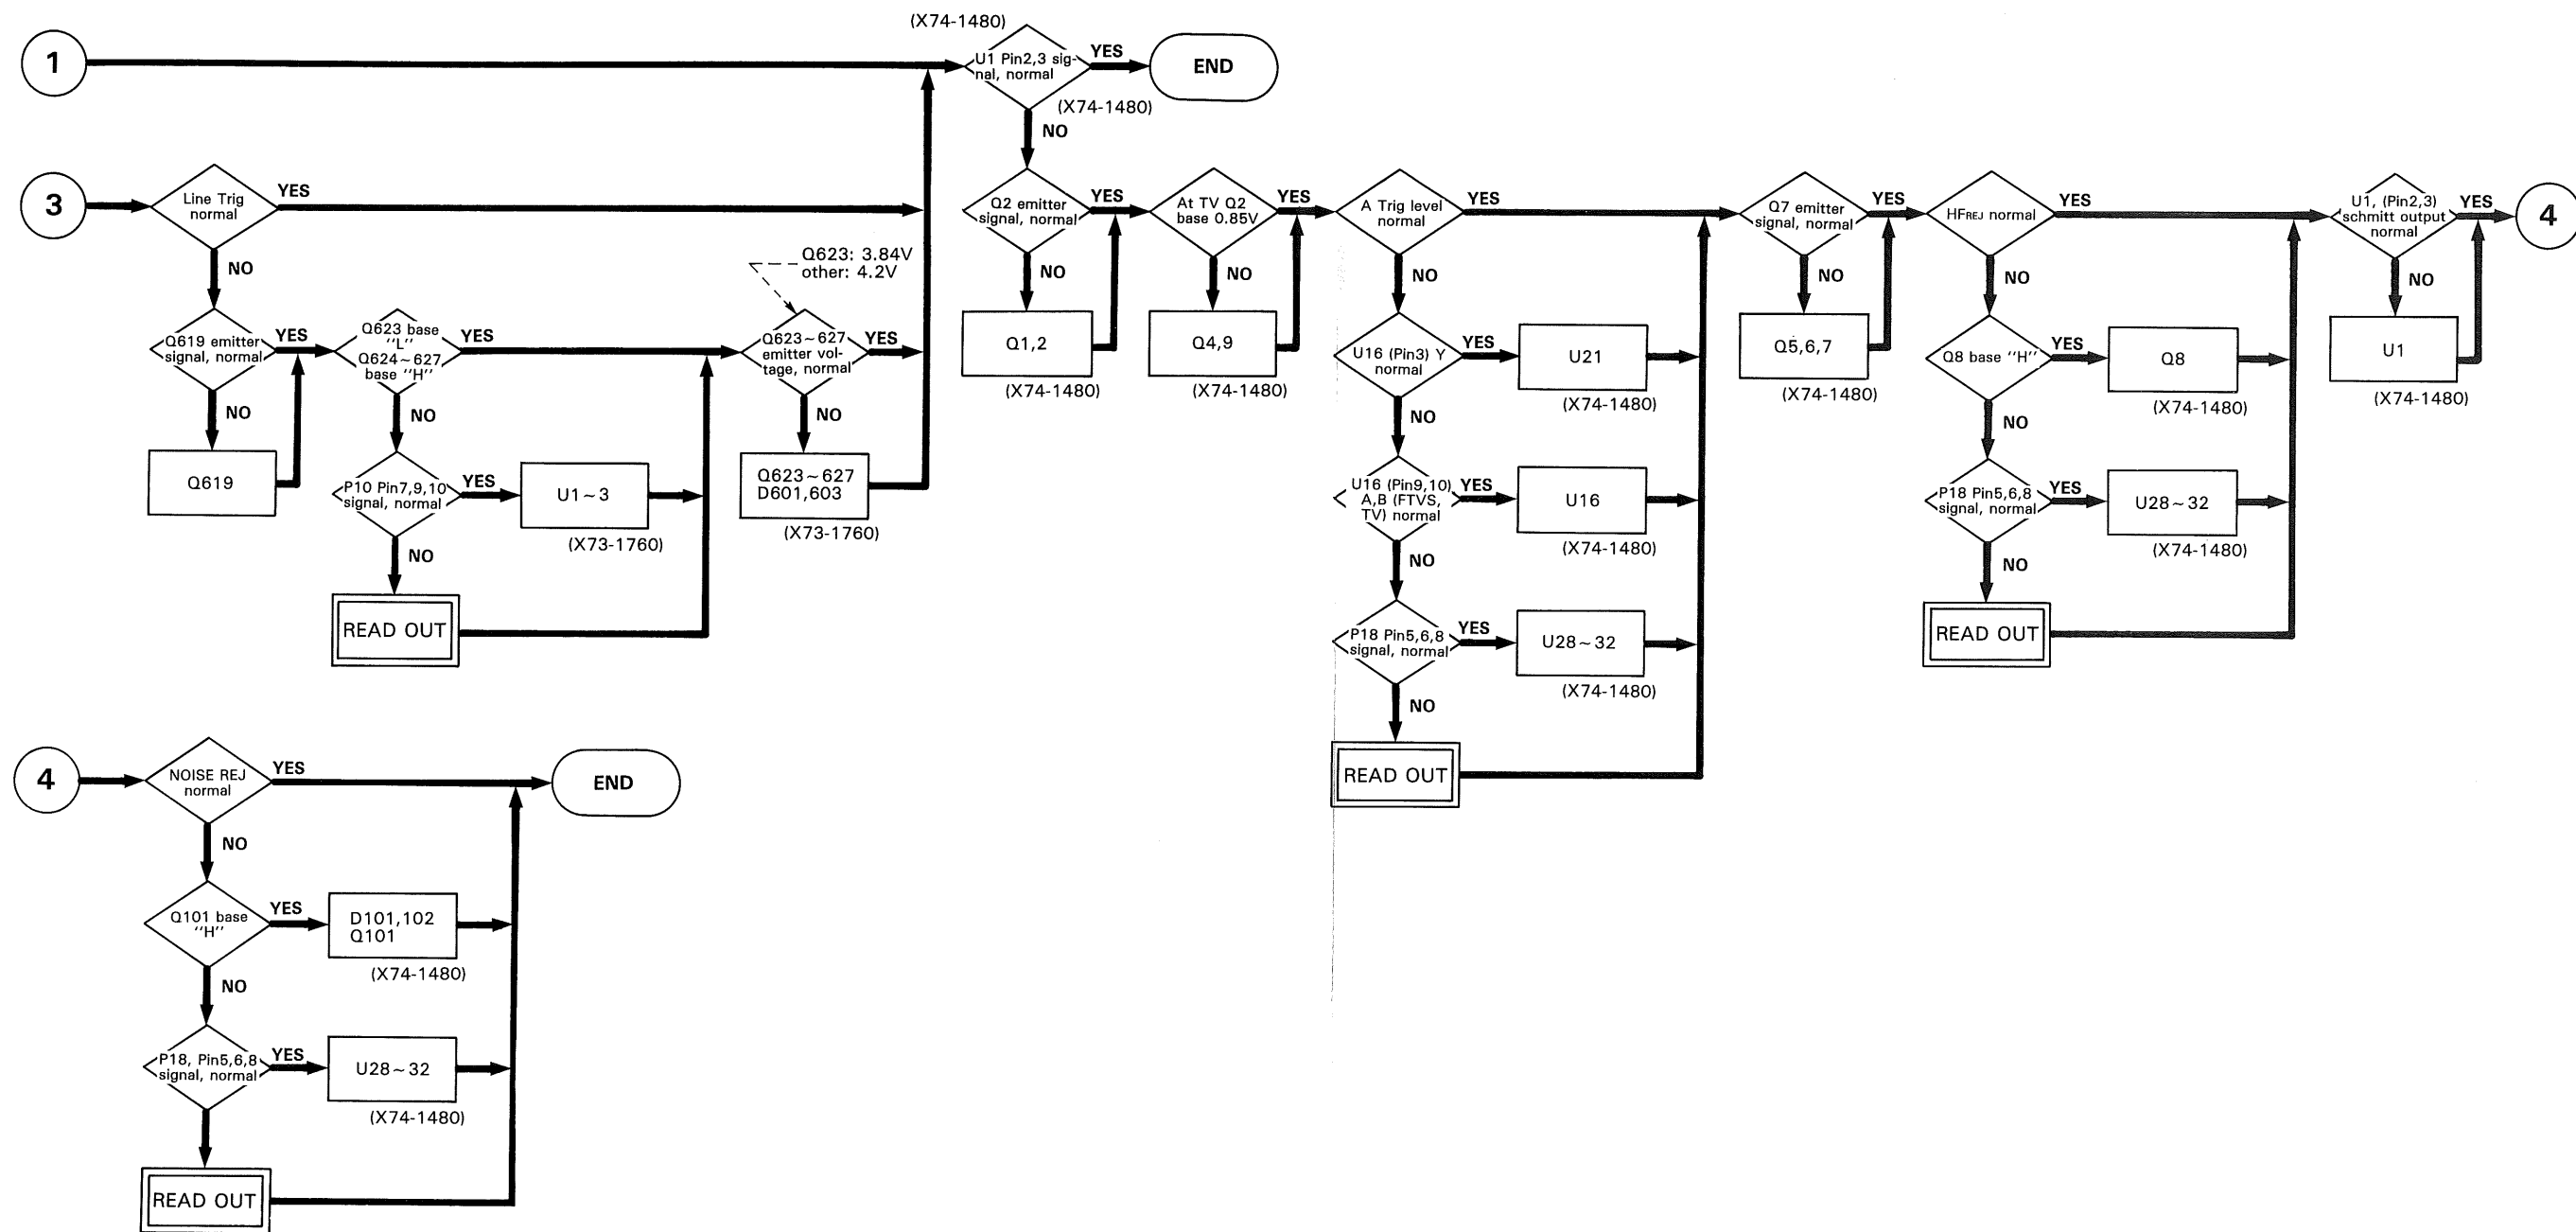 (X74-1480)
1
U1 Pin2,3 sig-
nal, normal
YES
END
(X74-1480)
NO
3
Line Trig
normal
YES
NO
Q619 emitter
signal, normal
YES
NO
Q619
Q623 base
"L"
Q624~627
base "H"
YES
NO
P10 Pin7,9,10
signal, normal
YES
U1~3
(X73-1760)
NO
READ OUT
Q623: 3.84V
other: 4.2V
Q623~627
emitter vol-
tage, normal
YES
NO
Q623~627
D601,603
(X73-1760)
Q2 emitter
signal, normal
YES
NO
Q1,2
(X74-1480)
At TV Q2
base 0.85V
YES
NO
Q4,9
(X74-1480)
A Trig level
normal
YES
NO
U16 (Pin3) Y
normal
YES
U21
(X74-1480)
NO
U16 (Pin9,10)
A,B (FTVS,
TV) normal
YES
U16
(X74-1480)
NO
P18 Pin5,6,8
signal, normal
YES
U28~32
(X74-1480)
NO
READ OUT
Q7 emitter
signal, normal
YES
NO
Q5,6,7
(X74-1480)
HFREJ normal
YES
NO
Q8 base "H"
YES
Q8
(X74-1480)
NO
P18 Pin5,6,8
signal, normal
YES
U28~32
(X74-1480)
NO
READ OUT
U1, (Pin2,3)
schmitt output
normal
YES
4
NO
U1
(X74-1480)
4
NOISE REJ
normal
YES
END
NO
Q101 base
"H"
YES
D101,102
Q101
(X74-1480)
NO
P18, Pin5,6,8
signal, normal
YES
U28~32
(X74-1480)
READ OUT